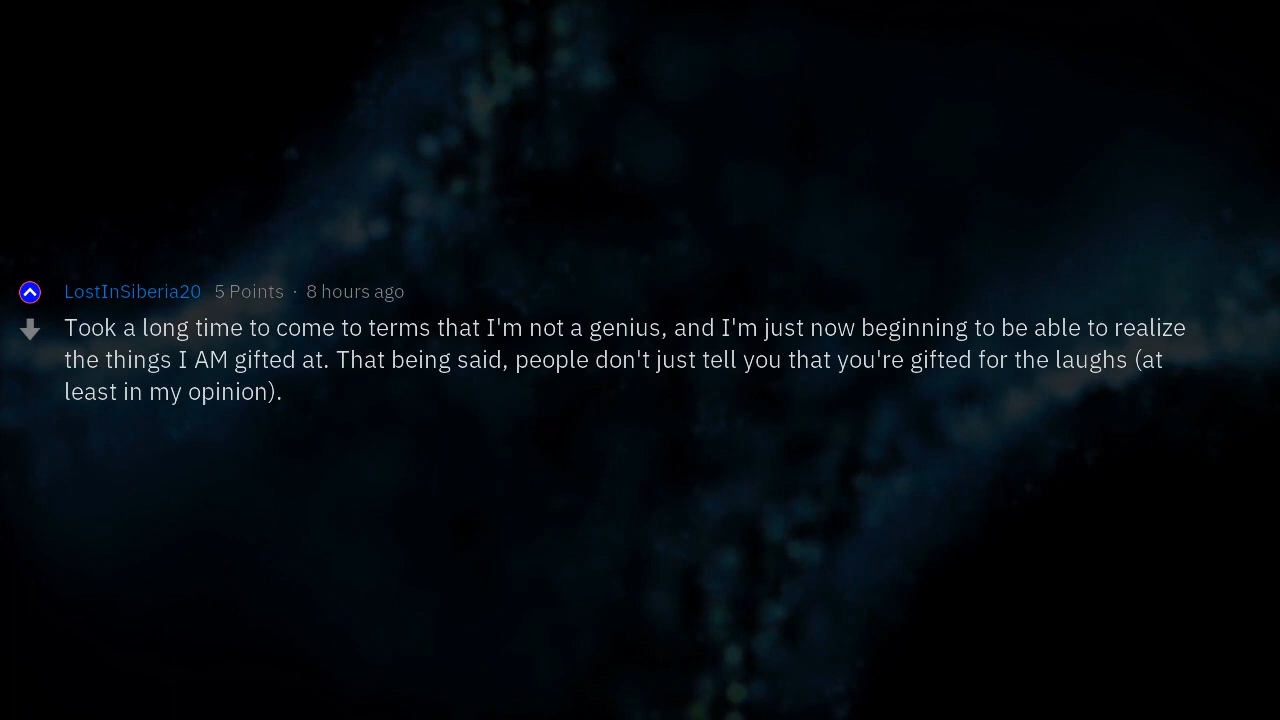 LostInSiberia20 5 Points · 8 hours ago
Took a long time to come to terms that I'm not a genius, and I'm just now beginning to be able to realize
the things I AM gifted at. That being said, people don't just tell you that you're gifted for the laughs (at
least in my opinion).